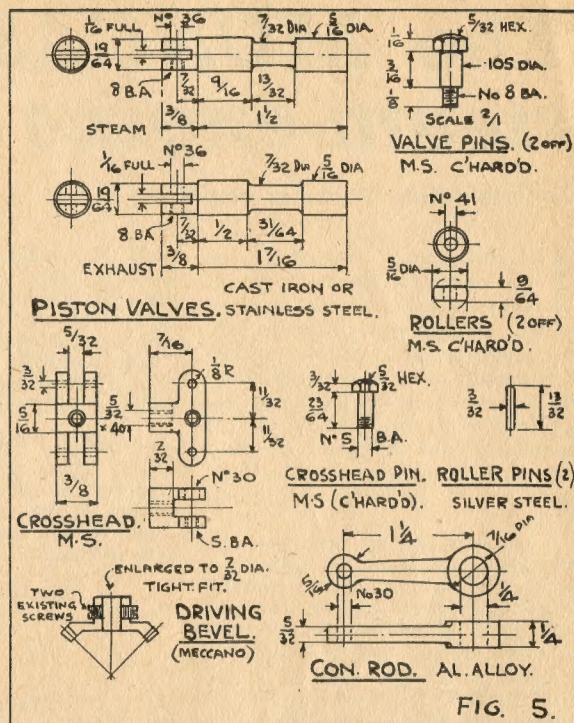 1/16 FULL
No 36
7/32 DIA
5/16 DIA
19/64
8 B.A
7/32
9/16
13/32
STEAM
3/8
1 1/2
1/16
5/32 HEX.
3/16
.105 DIA.
1/8
No 8 BA.
SCALE 2/1
VALVE PINS. (2 OFF)
M.S. C'HARD'D.
1/16 FULL
No 36
7/32 DIA
5/16 DIA
19/64
8 BA
7/32
1/2
31/64
EXHAUST
3/8
1 7/16
CAST IRON OR
PISTON VALVES. STAINLESS STEEL.
No 41
5/16 DIA
9/64
ROLLERS (2 OFF)
M.S. C'HARD'D.
5/32
3/32
5/16
3/8
CROSSHEAD.
M.S.
7/16
1/8 R
5/32
× 40
11/32
11/32
7/32
No 30
5. BA.
3/32
5/32 HEX.
23/64
No 5 B.A.
CROSSHEAD PIN.
M.S (C'HARD'D).
3/32
13/32
ROLLER PINS (2)
SILVER STEEL.
ENLARGED TO 7/32 DIA.
TIGHT FIT.
TWO
EXISTING
SCREWS
DRIVING
BEVEL.
(MECCANO)
1 1/4
7/16 DIA
No 30
1/4
5/32
1/4
CON. ROD. AL. ALLOY.
FIG. 5.